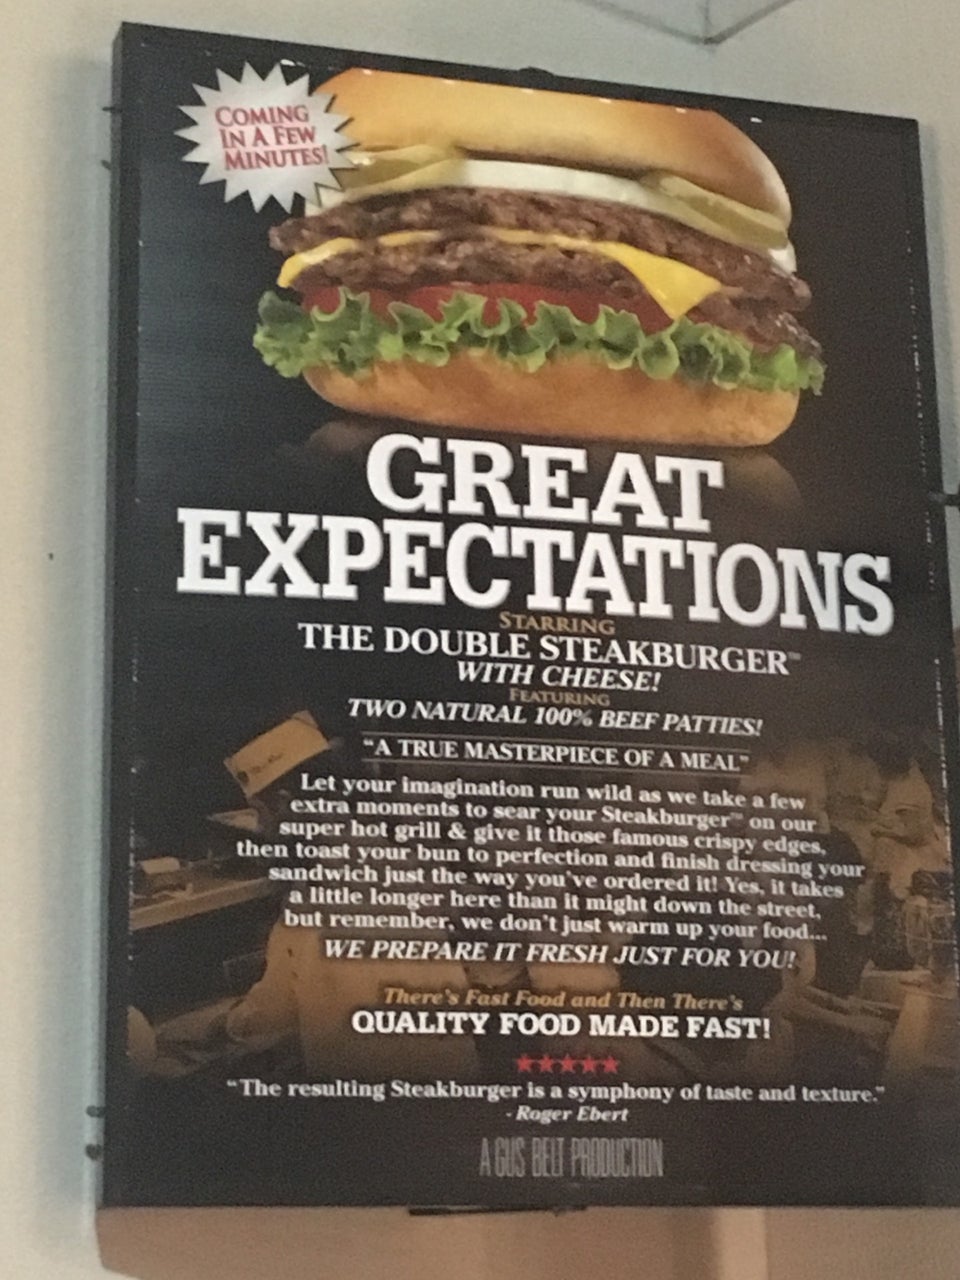 COMING
IN A FEW
MINUTES!
GREAT
EXPECTATIONS
STARRING
THE DOUBLE STEAKBURGER™
WITH CHEESE!
FEATURING
TWO NATURAL 100% BEEF PATTIES!
"A TRUE MASTERPIECE OF A MEAL"
Let your imagination run wild as we take a few
extra moments to sear your Steakburger™ on our
super hot grill & give it those famous crispy edges,
then toast your bun to perfection and finish dressing your
sandwich just the way you've ordered it! Yes, it takes
a little longer here than it might down the street,
but remember, we don't just warm up your food...
WE PREPARE IT FRESH JUST FOR YOU!
There's Fast Food and Then There's
QUALITY FOOD MADE FAST!
"The resulting Steakburger is a symphony of taste and texture."
- Roger Ebert
A GUS BELT PRODUCTION